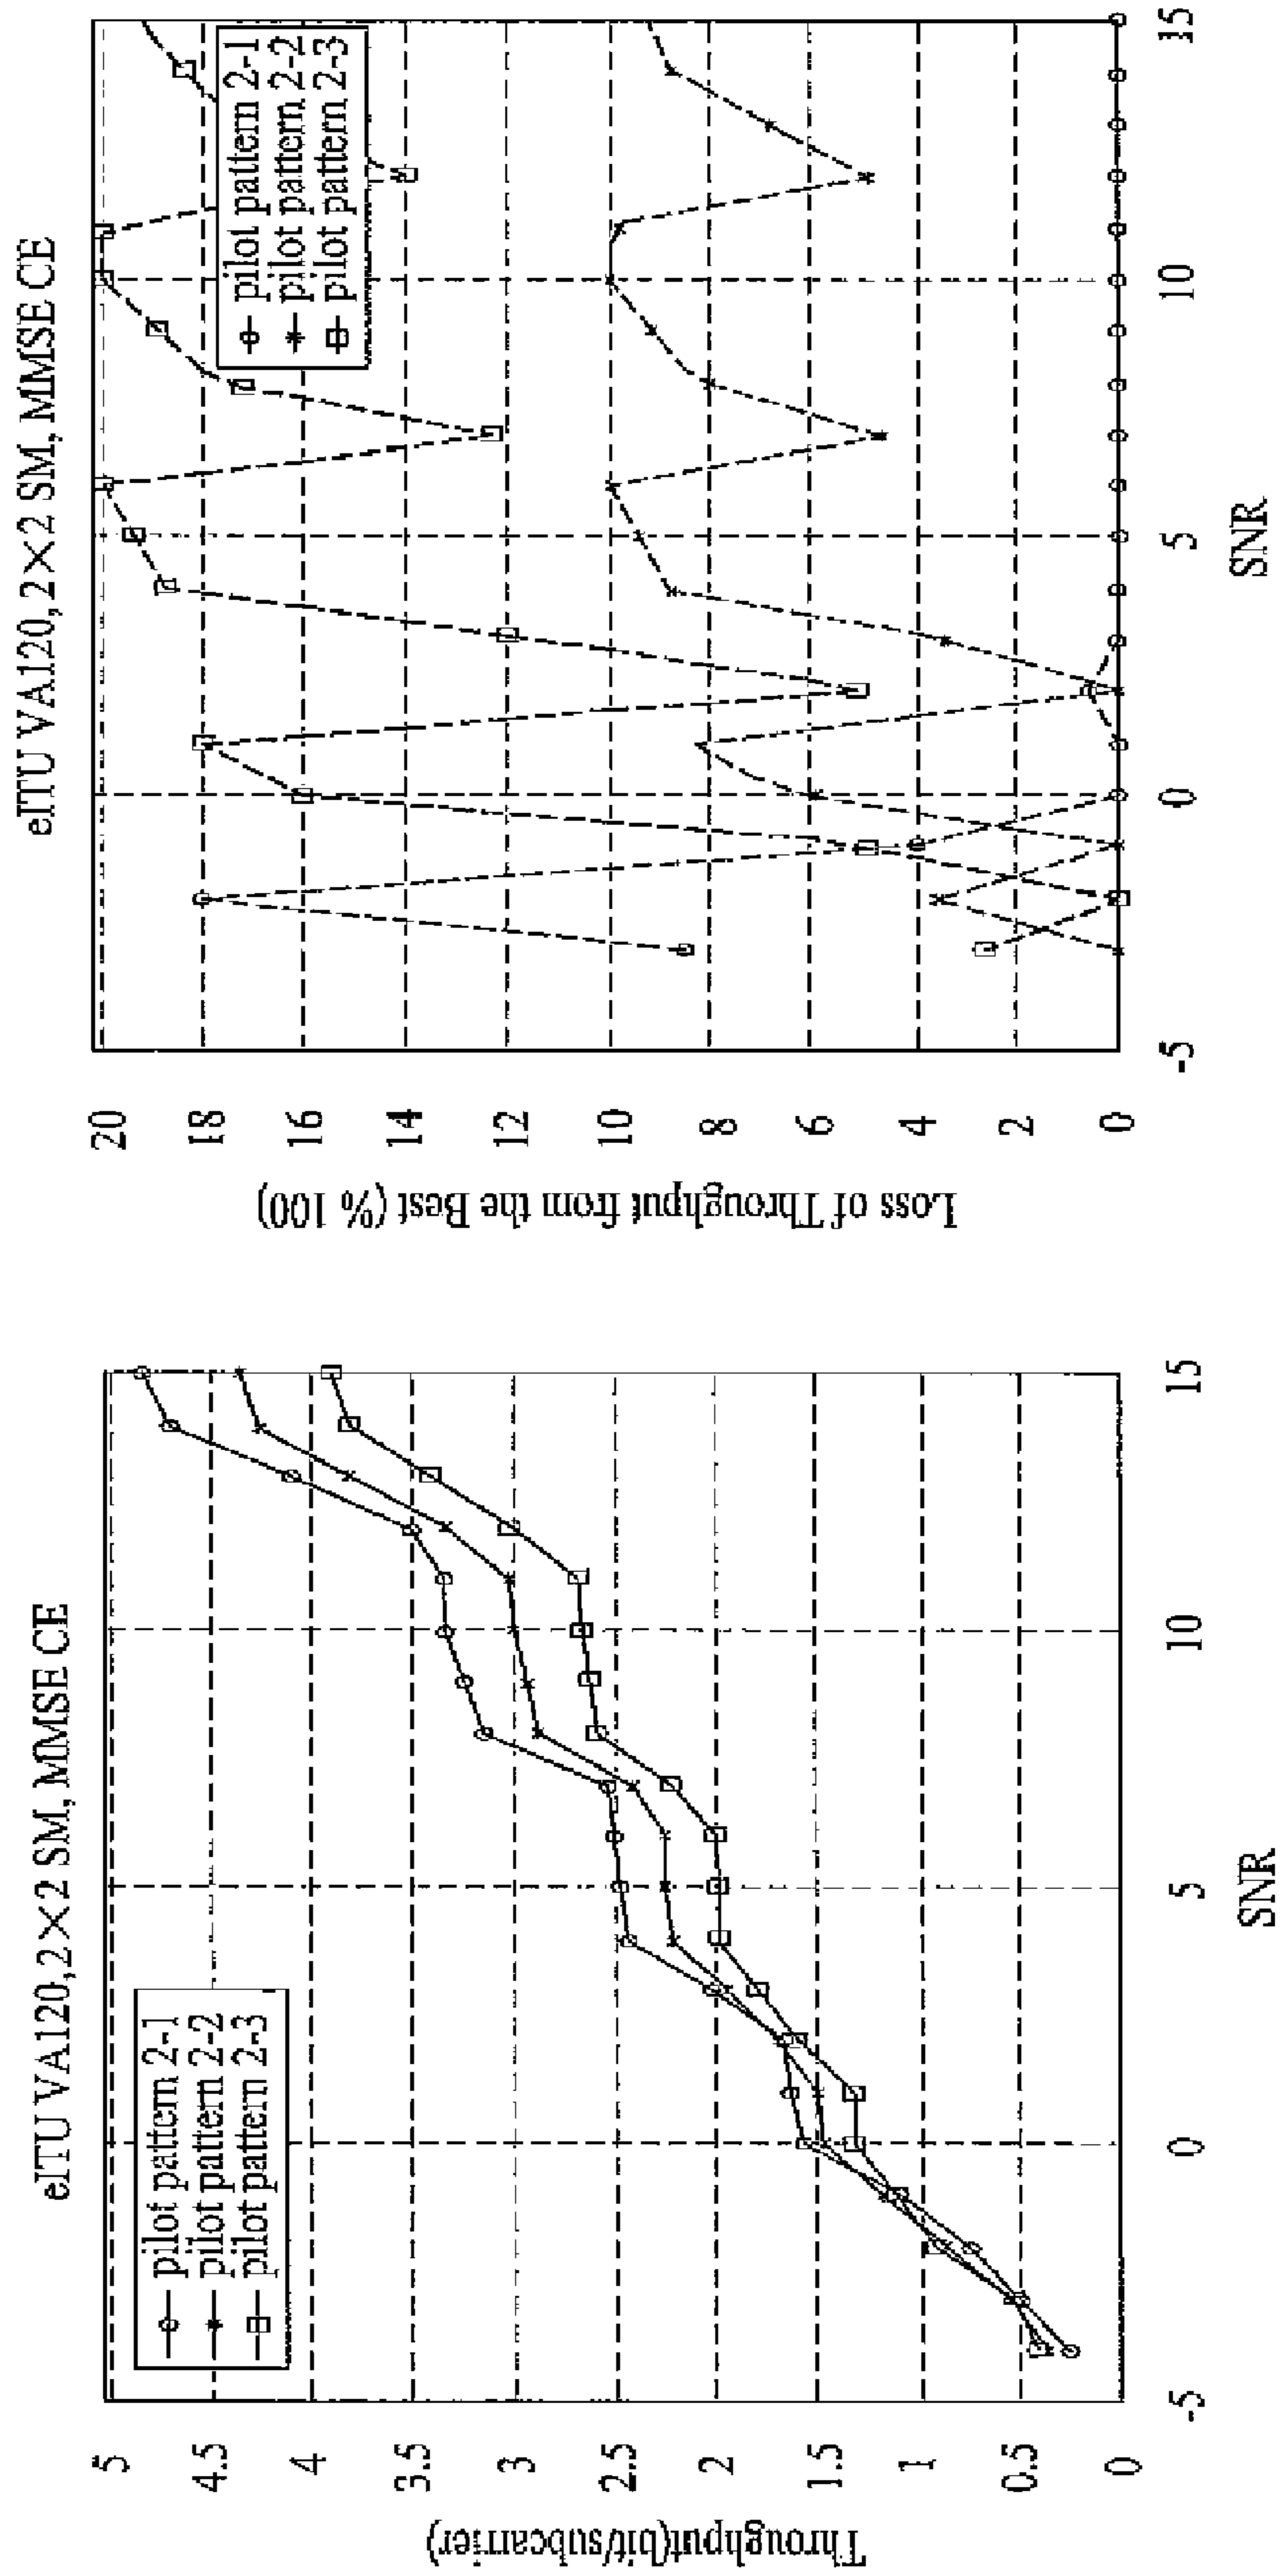 eITU VA120, 2×2 SM, MMSE CE
Throughput(bit/subcarrier)
5
4.5
4
3.5
3
2.5
2
1.5
1
0.5
0
pilot pattern 2-1
pilot pattern 2-2
pilot pattern 2-3
-5
0
5
10
15
SNR
eITU VA120, 2×2 SM, MMSE CE
Loss of Throughput from the Best (% 100)
20
18
16
14
12
10
8
6
4
2
0
pilot pattern 2-1
pilot pattern 2-2
pilot pattern 2-3
-5
0
5
10
15
SNR